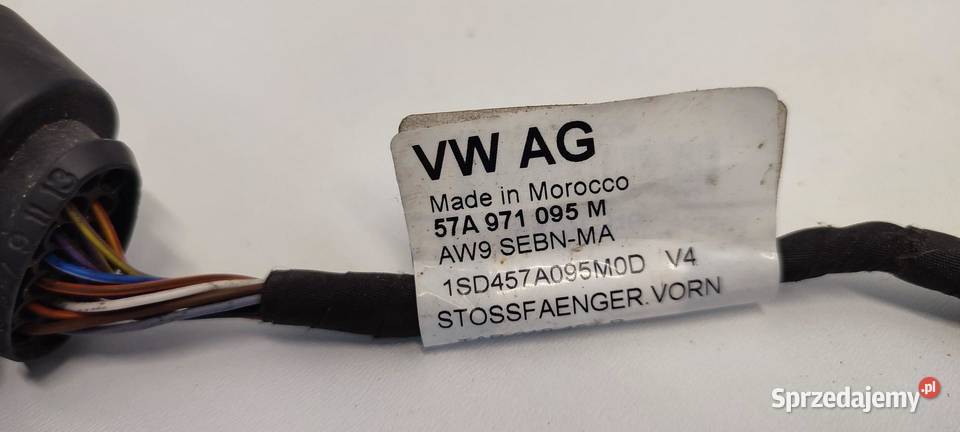 VW AG
Made in Morocco
57A 971 095 M
AW9 SEBN-MA
1SD457A095M0D V4
STOSSFAENGER.VORN
Sprzedajemy.pl